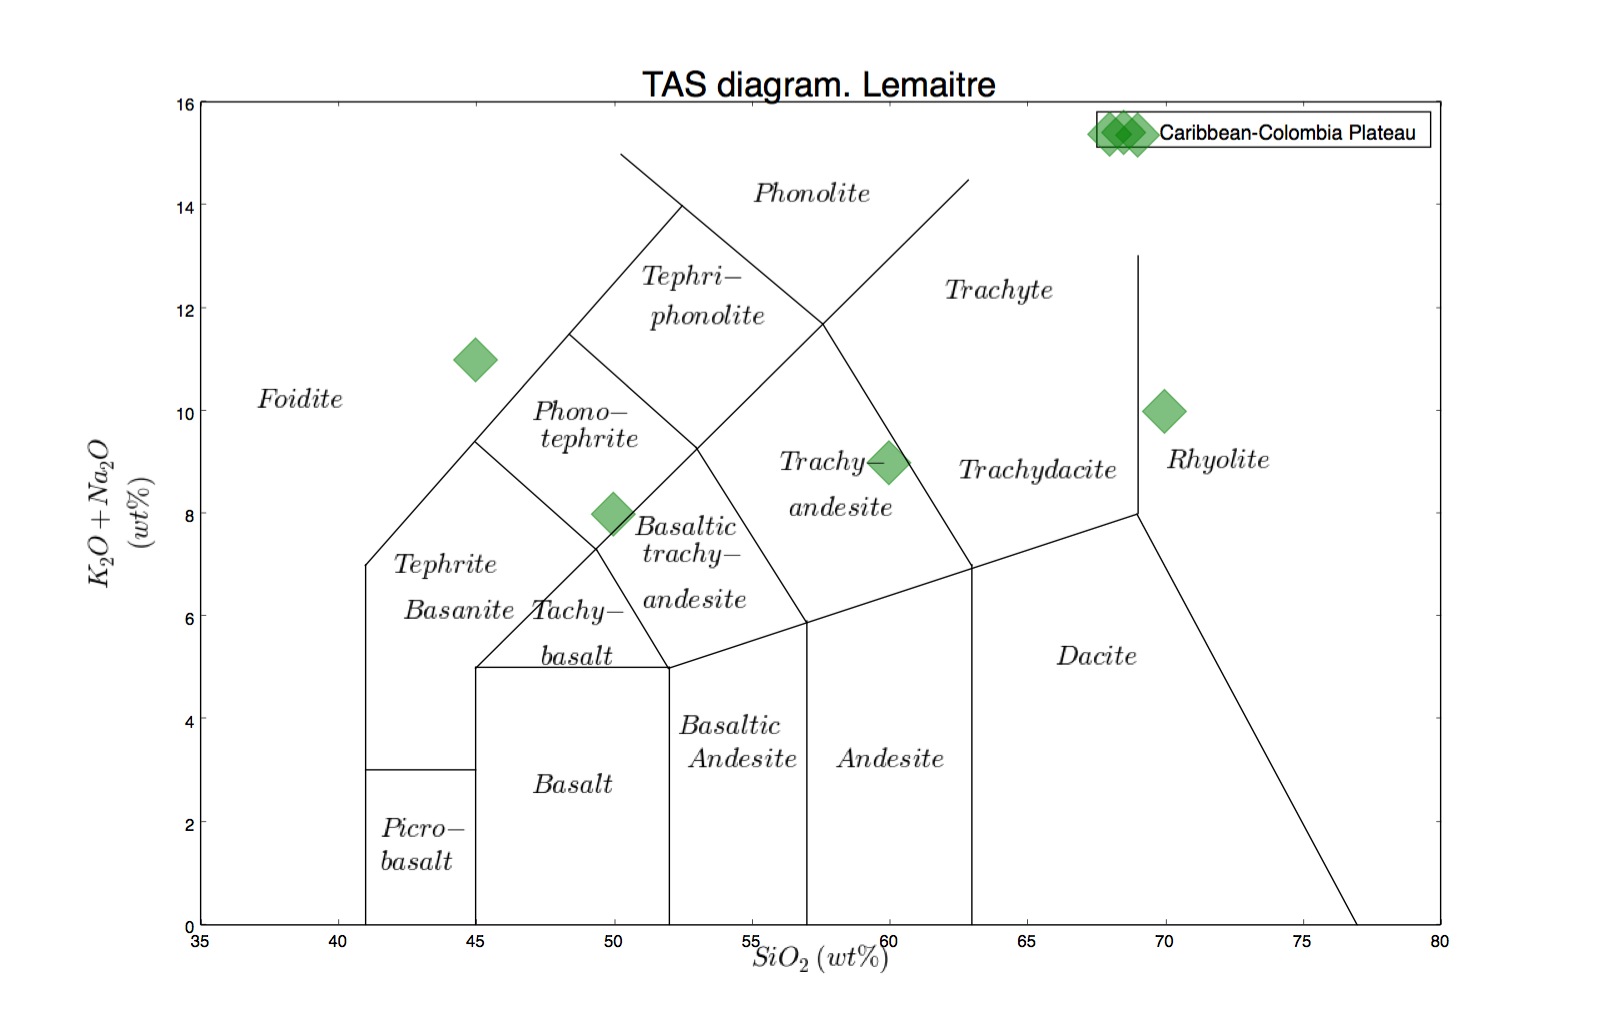 TAS diagram. Lemaitre
16
Caribbean-Colombia Plateau
14
Phonolite
Tephri−
phonolite
Trachyte
12
Foidite
10
Phono−
tephrite
Trachy−
andesite
Trachydacite
Rhyolite
K₂O + Na₂O
(wt%)
8
Basaltic
trachy−
andesite
Tephrite
Basanite
Tachy−
basalt
6
Dacite
4
Basaltic
Andesite
Andesite
Basalt
2
Picro−
basalt
0
35 40 45 50 55 60 65 70 75 80
SiO₂ (wt%)